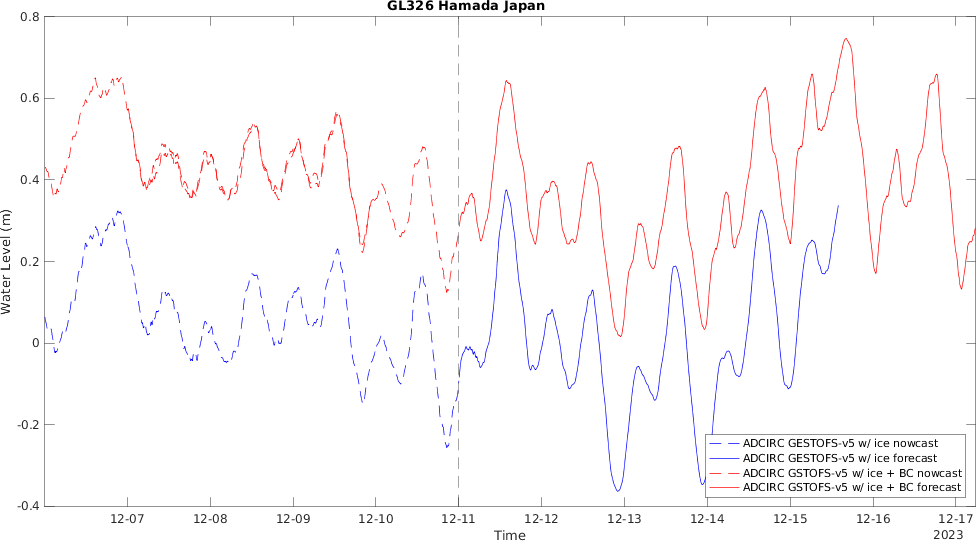 GL326 Hamada Japan
0.8
0.6
0.4
0.2
0
-0.2
-0.4
Water Level (m)
ADCIRC GESTOFS-v5 w/ ice nowcast
ADCIRC GESTOFS-v5 w/ ice forecast
ADCIRC GSTOFS-v5 w/ ice + BC nowcast
ADCIRC GSTOFS-v5 w/ ice + BC forecast
12-07 12-08 12-09 12-10 12-11 12-12 12-13 12-14 12-15 12-16 12-17
Time
2023